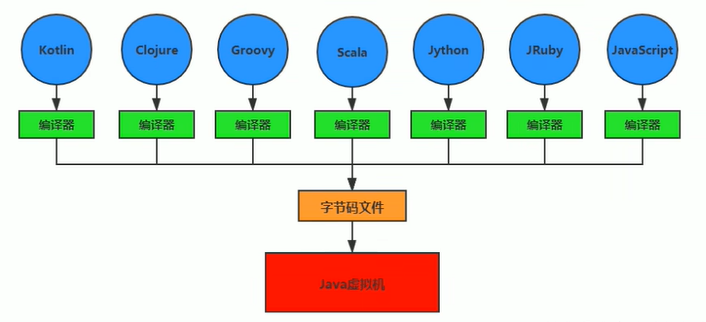 Kotlin
Clojure
Groovy
Scala
Jython
JRuby
JavaScript
编译器
编译器
编译器
编译器
编译器
编译器
编译器
字节码文件
Java虚拟机